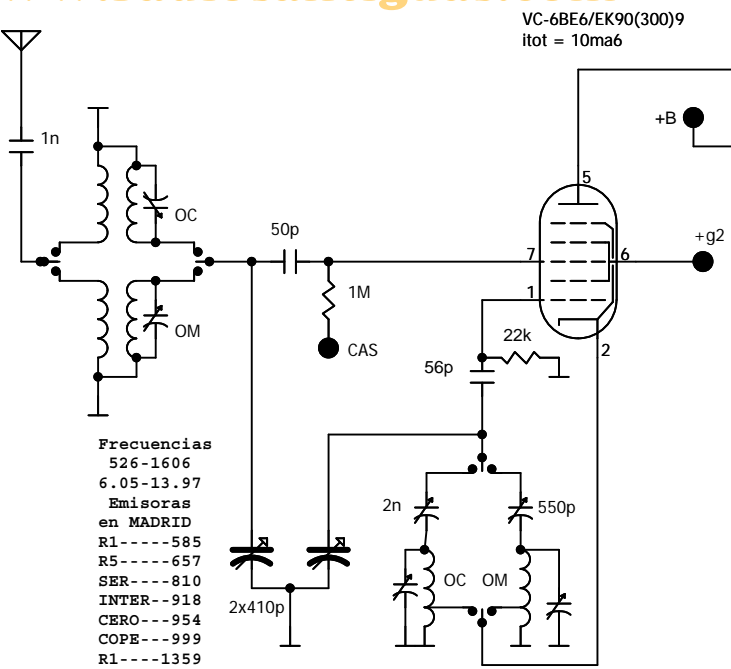 VC-6BE6/EK90(300)9
itot = 10ma6
1n
+B
5
OC
50p
+g2
7
6
1M
1
OM
CAS
22k
2
56p
Frecuencias
526-1606
6.05-13.97
Emisoras
en MADRID
R1-----585
R5-----657
SER----810
INTER--918
CERO---954
COPE---999
R1----1359
2n
550p
OC
OM
2x410p